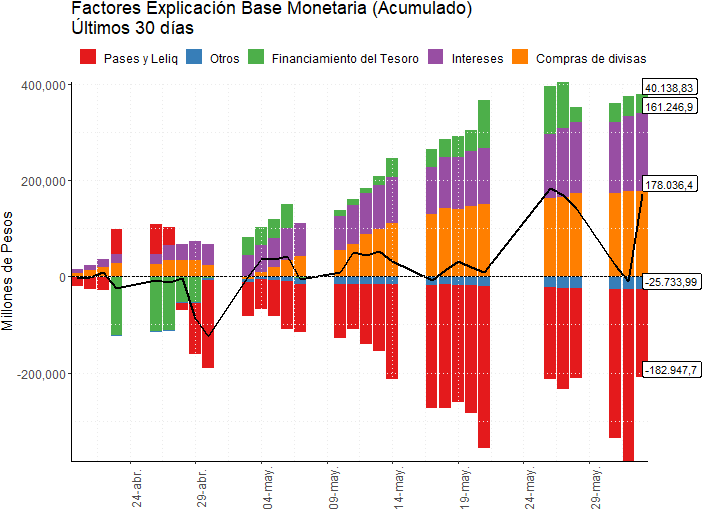 Factores Explicación Base Monetaria (Acumulado)
Últimos 30 días
Pases y Leliq Otros Financiamiento del Tesoro Intereses Compras de divisas
Millones de Pesos
400,000
200,000
0
-200,000
40.138,83
161.246,9
178.036,4
-25.733,99
-182.947,7
24-abr.
29-abr.
04-may.
09-may.
14-may.
19-may.
24-may.
29-may.